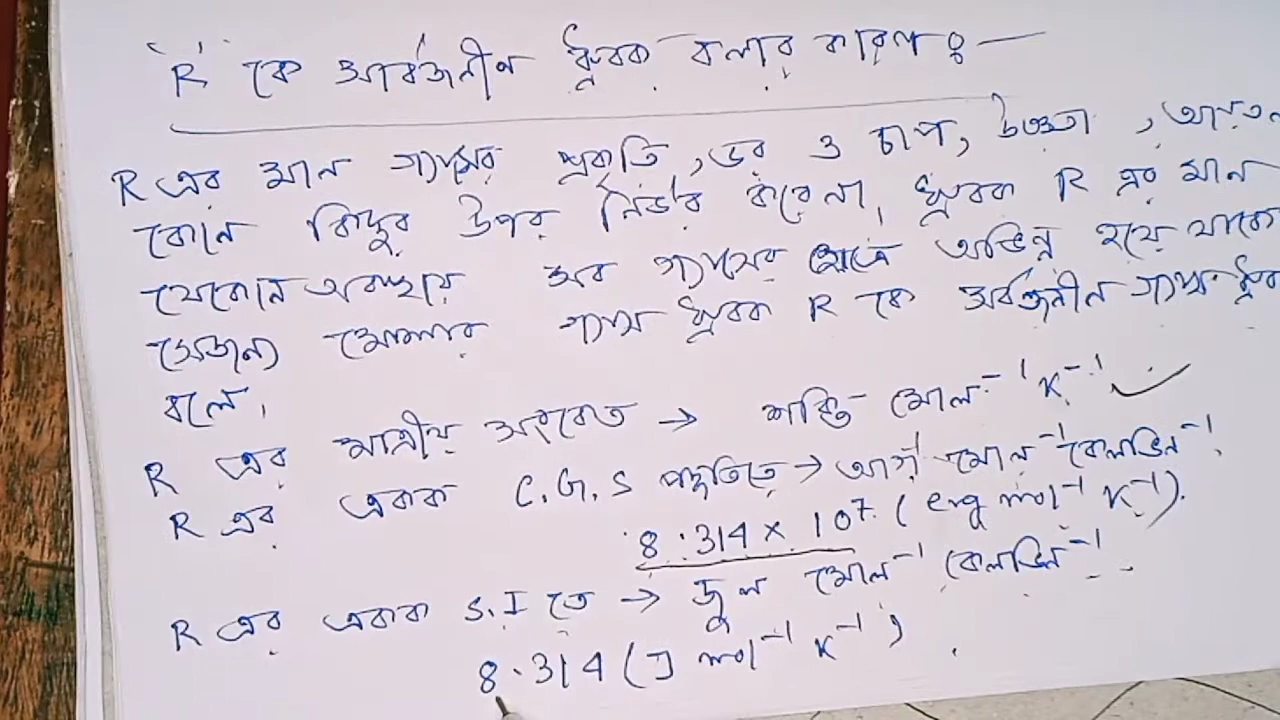 'R' কে সার্বজনীন ধ্রুবক বলার কারণ ঃ—
R এর মান গ্যাসের প্রকৃতি, ভর ও চাপ, উষ্ণতা , আয়তন
কোনো কিছুর উপর নির্ভর করে না, ধ্রুবক R এর মান
যেকোন অবস্থায় সব গ্যাসের ক্ষেত্রে অভিন্ন হয়ে থাকে
সেজন্য মোলার গ্যাস ধ্রুবক R কে সর্বজনীন গ্যাস ধ্রুবক
বলে,
R এর মাত্রীয় সংকেত → শক্তি মোল⁻¹ K⁻¹ ✓
R এর একক C.G.S পদ্ধতিতে → আর্গ মোল⁻¹ কেলভিন⁻¹.
8.314 × 10⁷ (erg mol⁻¹ K⁻¹).
R এর একক S.I তে → জুল মোল⁻¹ কেলভিন⁻¹
8.314 (J mol⁻¹ K⁻¹)